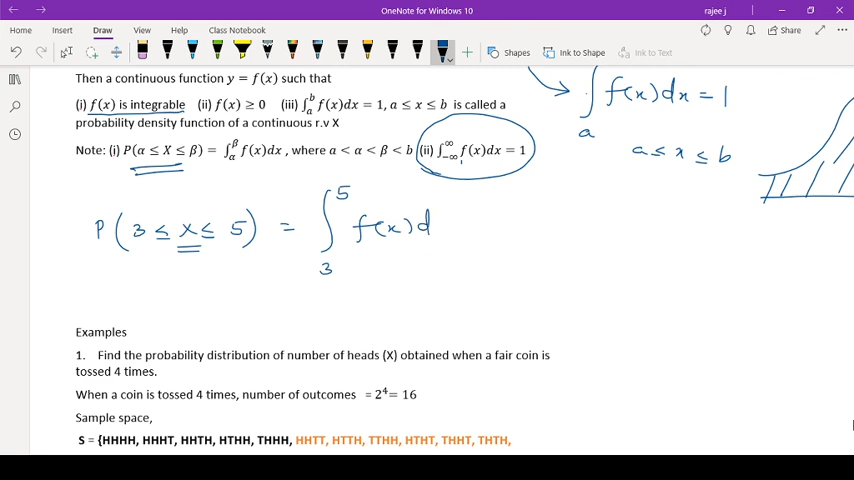 OneNote for Windows 10
rajee j
Home Insert Draw View Help Class Notebook
Shapes Ink to Shape Ink to Text Share
Then a continuous function y = f(x) such that
(i) f(x) is integrable (ii) f(x) ≥ 0 (iii) ∫ₐᵇ f(x)dx = 1, a ≤ x ≤ b is called a
probability density function of a continuous r.v X
Note: (i) P(α ≤ X ≤ β) = ∫_α^β f(x)dx , where a < α < β < b (ii) ∫_{-∞}^{∞} f(x)dx = 1
∫ₐ f(x)dx = 1
a ≤ x ≤ b
P(3 ≤ X ≤ 5) = ∫₃⁵ f(x)d
Examples
1. Find the probability distribution of number of heads (X) obtained when a fair coin is
tossed 4 times.
When a coin is tossed 4 times, number of outcomes = 2⁴= 16
Sample space,
S = {HHHH, HHHT, HHTH, HTHH, THHH, HHTT, HTTH, TTHH, HTHT, THHT, THTH,